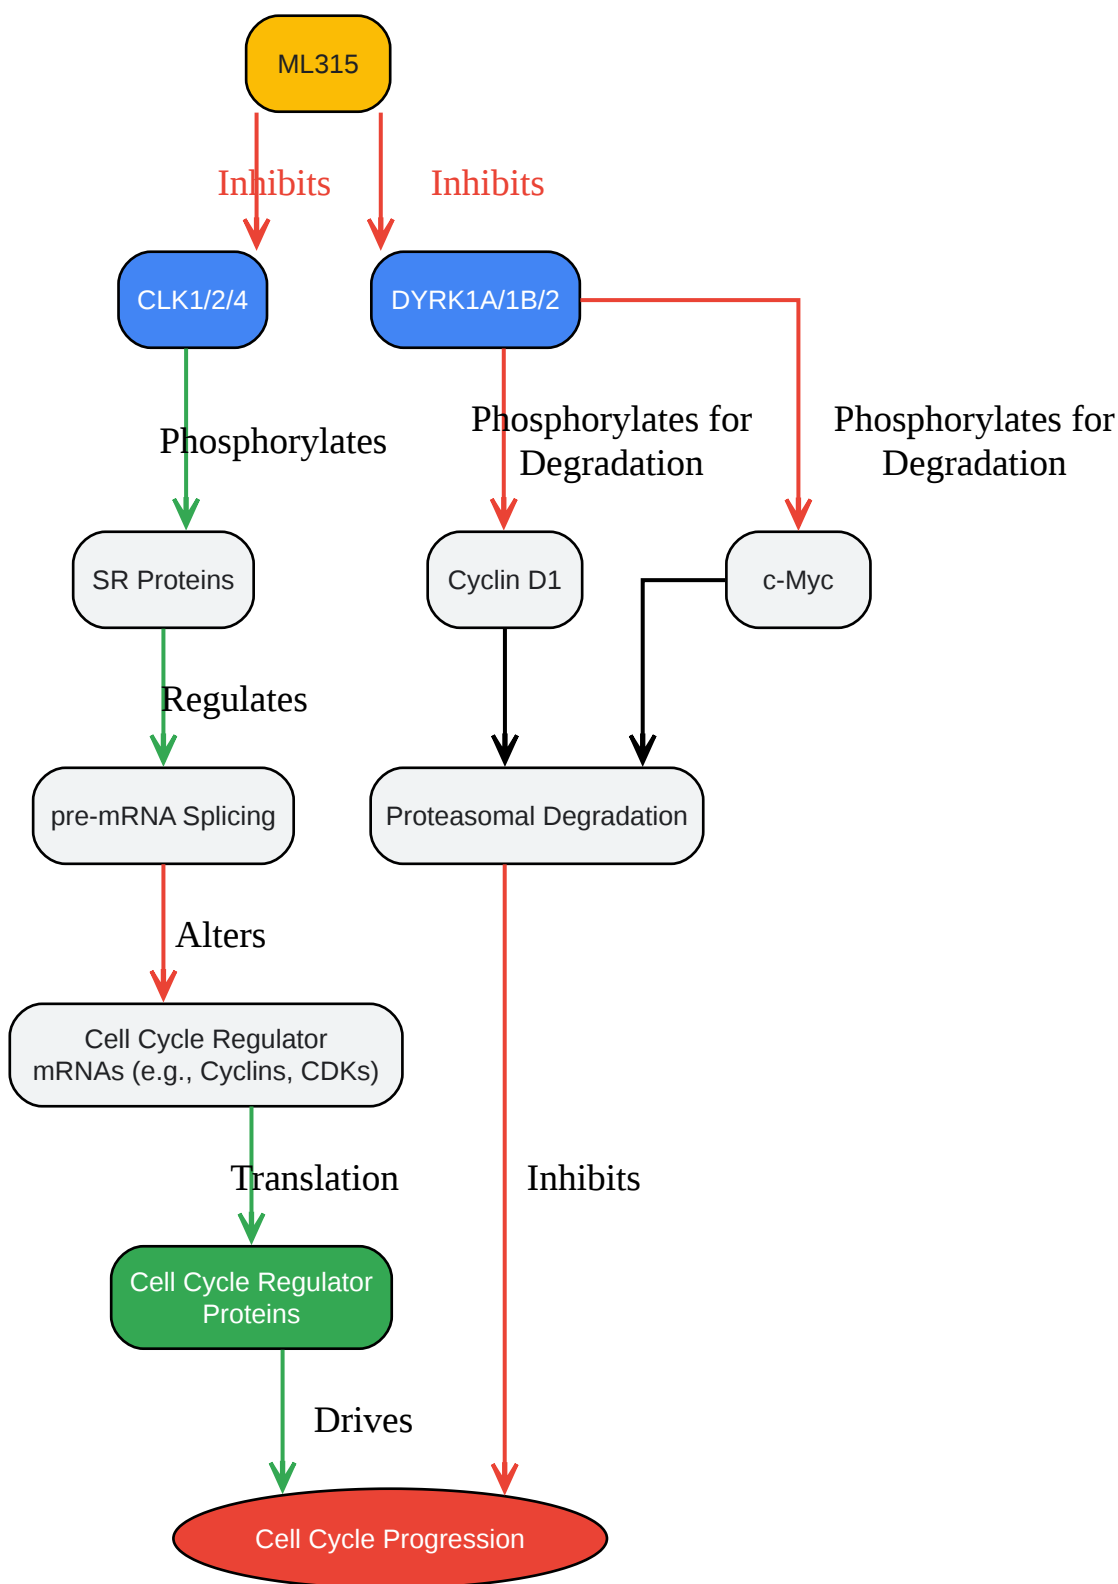 ML315
Inhibits
Inhibits
CLK1/2/4
DYRK1A/1B/2
Phosphorylates
Phosphorylates for
Degradation
Phosphorylates for
Degradation
SR Proteins
Cyclin D1
c-Myc
Regulates
pre-mRNA Splicing
Proteasomal Degradation
Alters
Cell Cycle Regulator
mRNAs (e.g., Cyclins, CDKs)
Translation
Inhibits
Cell Cycle Regulator
Proteins
Drives
Cell Cycle Progression